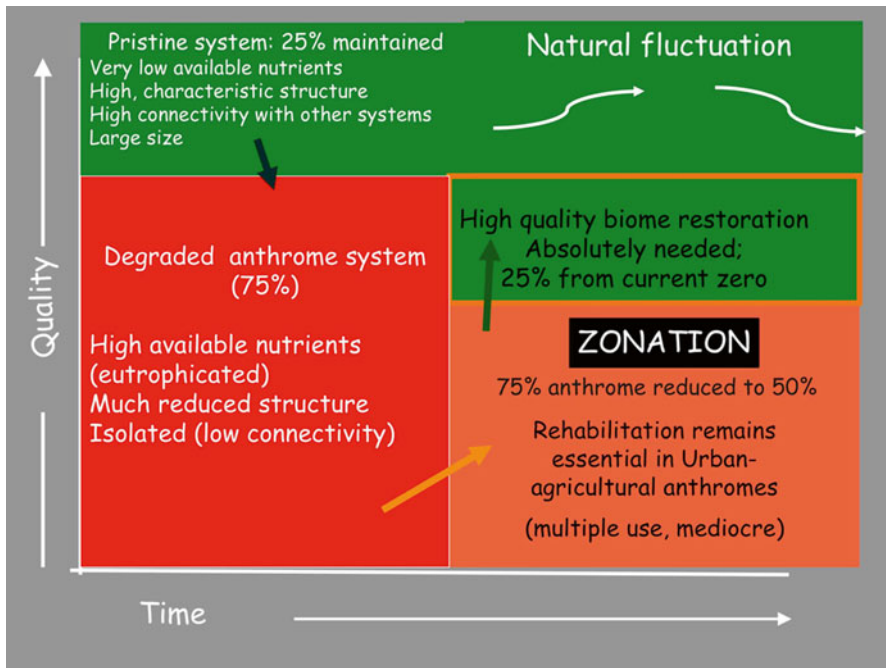 Pristine system: 25% maintained
Very low available nutrients
High, characteristic structure
High connectivity with other systems
Large size
Natural fluctuation
Quality
Degraded anthrome system
(75%)
High available nutrients
(eutrophicated)
Much reduced structure
Isolated (low connectivity)
High quality biome restoration
Absolutely needed;
25% from current zero
ZONATION
75% anthrome reduced to 50%
Rehabilitation remains
essential in Urban-
agricultural anthromes
(multiple use, mediocre)
Time